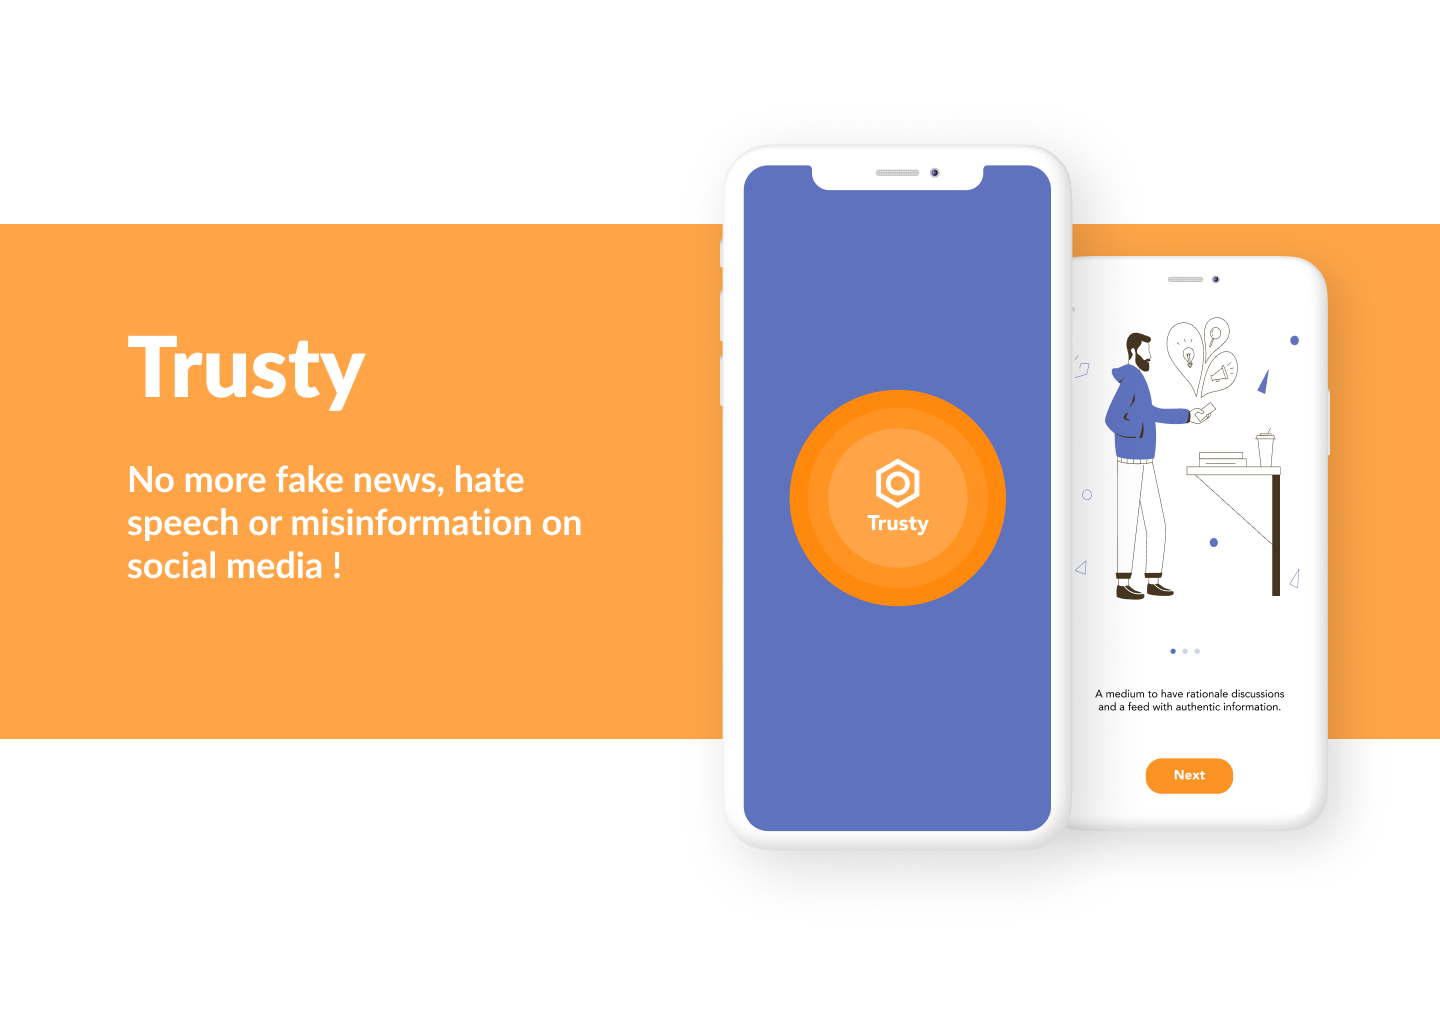 Trusty
No more fake news, hate
speech or misinformation on
social media !
Trusty
A medium to have rationale discussions
and a feed with authentic information.
Next